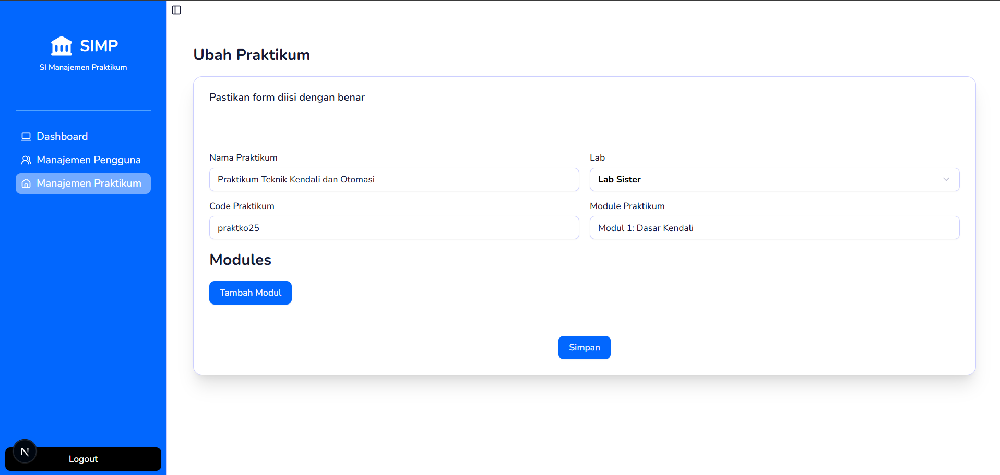 SIMP
SI Manajemen Praktikum
Dashboard
Manajemen Pengguna
Manajemen Praktikum
N
Logout
Ubah Praktikum
Pastikan form diisi dengan benar
Nama Praktikum
Praktikum Teknik Kendali dan Otomasi
Lab
Lab Sister
Code Praktikum
praktko25
Module Praktikum
Modul 1: Dasar Kendali
Modules
Tambah Modul
Simpan